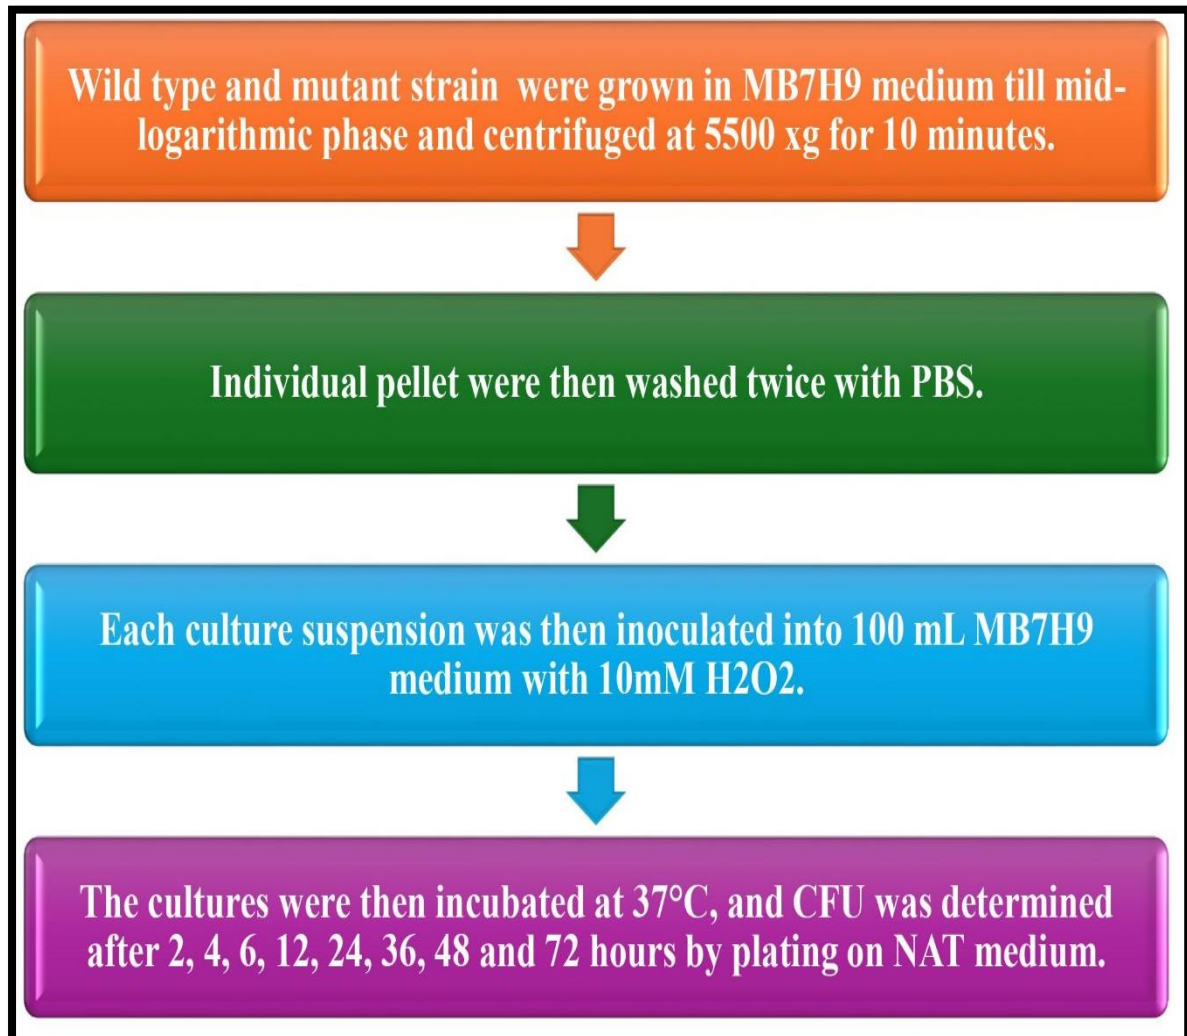 Wild type and mutant strain were grown in MB7H9 medium till mid-
logarithmic phase and centrifuged at 5500 xg for 10 minutes.
Individual pellet were then washed twice with PBS.
Each culture suspension was then inoculated into 100 mL MB7H9
medium with 10mM H2O2.
The cultures were then incubated at 37°C, and CFU was determined
after 2, 4, 6, 12, 24, 36, 48 and 72 hours by plating on NAT medium.